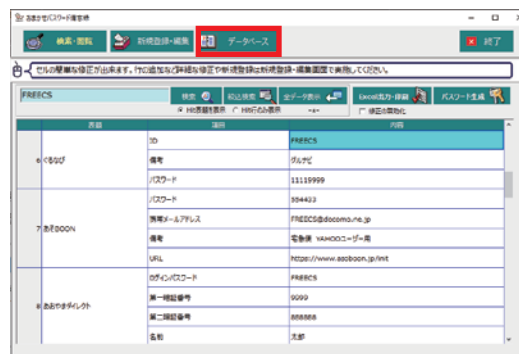 おまかせパスワード備忘録
検索・閲覧 新規登録・編集 データベース 終了
セルの簡単な修正が出来ます。行の追加など詳細な修正や新規登録は新規登録・編集画面で実施してください。
FREECS 検索 絞込検索 全データ表示 Excel出力・印刷 パスワード生成
Hit表題を表示 Hit行のみ表示 修正の有効化
表題 項目 内容
ID FREECS
6 ぐるなび 備考 グルナビ
パスワード 11119999
パスワード 554433
携帯メールアドレス FREECS@docomo.ne.jp
7 あそBOON 備考 宅急便 YAHOOユーザー用
URL https://www.asoboon.jp/init
ログインパスワード FREECS
第一暗証番号 9999
8 あおやまダイレクト 第二暗証番号 888888
名前 太郎